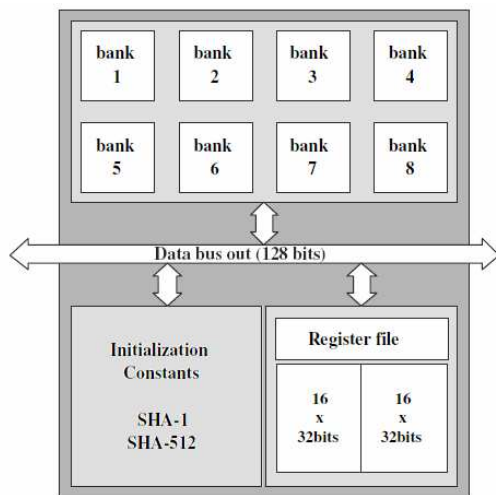 bank
1
bank
2
bank
3
bank
4
bank
5
bank
6
bank
7
bank
8
Data bus out (128 bits)
Initialization
Constants
SHA-1
SHA-512
Register file
16
x
32bits
16
x
32bits